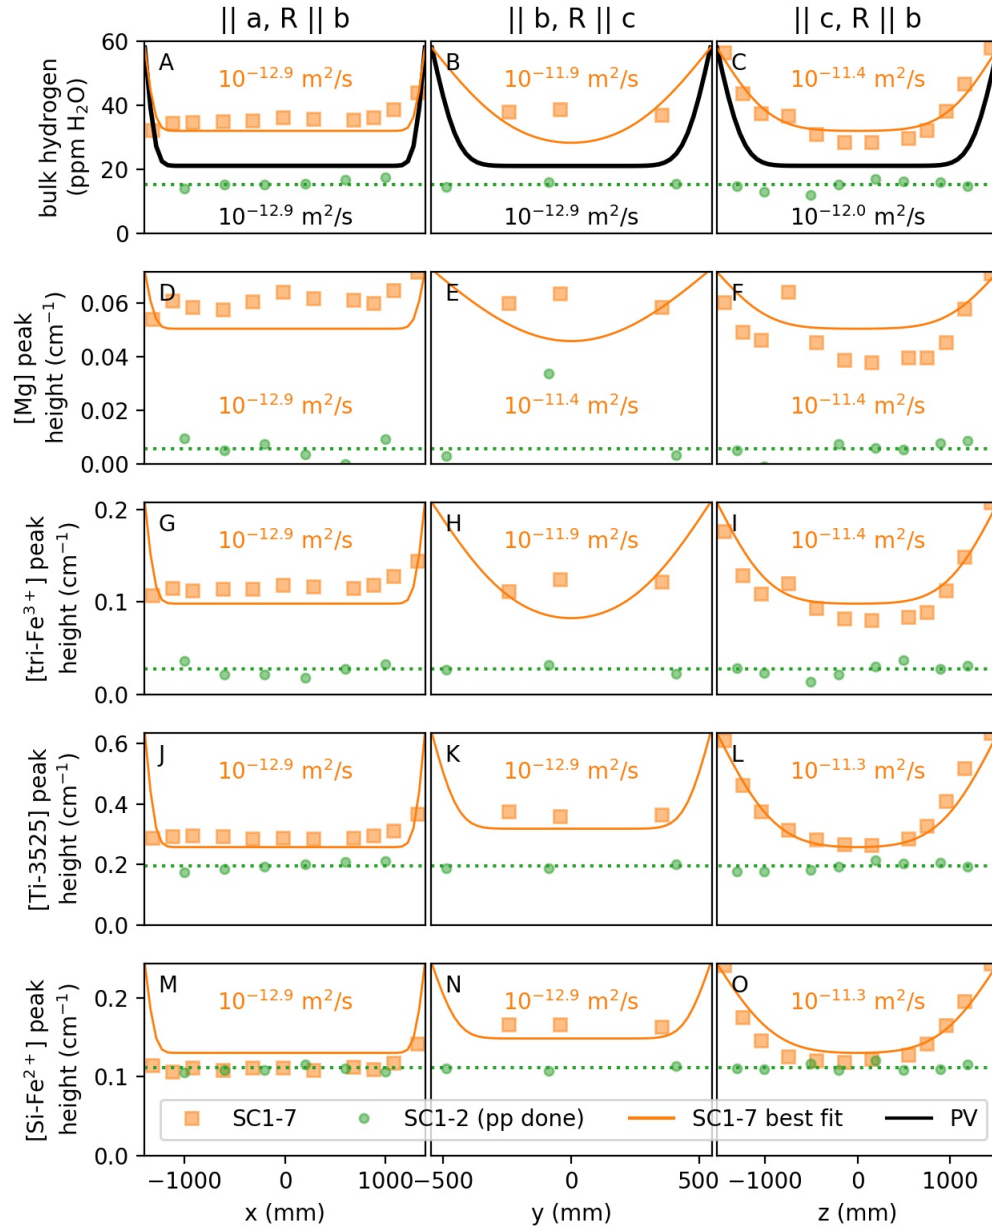 || a, R || b
|| b, R || c
|| c, R || b
bulk hydrogen
(ppm H₂O)
60
40
20
0
A
10⁻¹²·⁹ m²/s
10⁻¹²·⁹ m²/s
B
10⁻¹¹·⁹ m²/s
10⁻¹²·⁹ m²/s
C
10⁻¹¹·⁴ m²/s
10⁻¹²·⁰ m²/s
[Mg] peak
height (cm⁻¹)
0.06
0.04
0.02
0.00
D
10⁻¹²·⁹ m²/s
E
10⁻¹¹·⁴ m²/s
F
10⁻¹¹·⁴ m²/s
[tri-Fe³⁺] peak
height (cm⁻¹)
0.2
0.1
0.0
G
10⁻¹²·⁹ m²/s
H
10⁻¹¹·⁹ m²/s
I
10⁻¹¹·⁴ m²/s
[Ti-3525] peak
height (cm⁻¹)
0.6
0.4
0.2
0.0
J
10⁻¹²·⁹ m²/s
K
10⁻¹²·⁹ m²/s
L
10⁻¹¹·³ m²/s
[Si-Fe²⁺] peak
height (cm⁻¹)
0.2
0.1
0.0
M
10⁻¹²·⁹ m²/s
N
10⁻¹²·⁹ m²/s
O
10⁻¹¹·³ m²/s
SC1-7
SC1-2 (pp done)
SC1-7 best fit
PV
−1000 0 1000
−500 0 500
−1000 0 1000
x (mm)
y (mm)
z (mm)